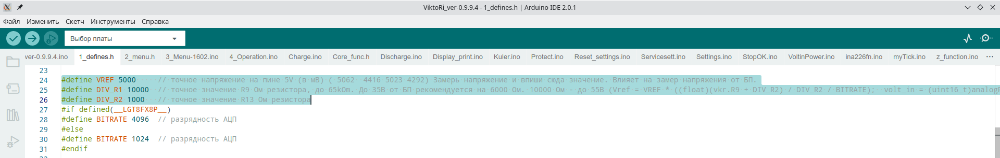 ViktoRi_ver-0.9.9.4 - 1_defines.h | Arduino IDE 2.0.1
Файл Изменить Скетч Инструменты Справка
Выбор платы
ver-0.9.9.4.ino 1_defines.h 2_menu.h 3_Menu-1602.ino 4_Operation.ino Charge.ino Core_func.h Discharge.ino Display_print.ino Kuler.ino Protect.ino Reset_settings.ino Servicesett.ino Settings.ino StopOK.ino VoltinPower.ino ina226fn.ino myTick.ino z_function.ino ...
23
24 #define VREF 5000 // точное напряжение на пине 5V (в мВ) ( 5062 4416 5023 4292) Замерь напряжение и впиши сюда значение. Влияет на замер напряжения от БП.
25 #define DIV_R1 10000 // точное значение R9 Ом резистора, до 65kOm. До 35В от БП рекомендуется на 6000 Ом. 10000 Ом - до 55В (Vref = VREF * ((float)(vkr.R9 + DIV_R2) / DIV_R2 / BITRATE); volt_in = (uint16_t)analogR
26 #define DIV_R2 1000 // точное значение R13 Ом резистора
27 #if defined(__LGT8FX8P__)
28 #define BITRATE 4096 // разрядность АЦП
29 #else
30 #define BITRATE 1024 // разрядность АЦП
31 #endif